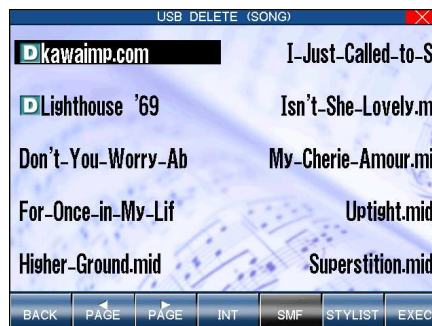 USB DELETE (SONG)
D kawaimp.com
D Lighthouse '69
Don't-You-Worry-Ab
For-Once-in-My-Lif
Higher-Ground.mid
I-Just-Called-to-S
Isn't-She-Lovely.m
My-Cherie-Amour.mi
Uptight.mid
Superstition.mid
BACK PAGE PAGE INT SMF STYLIST EXEC